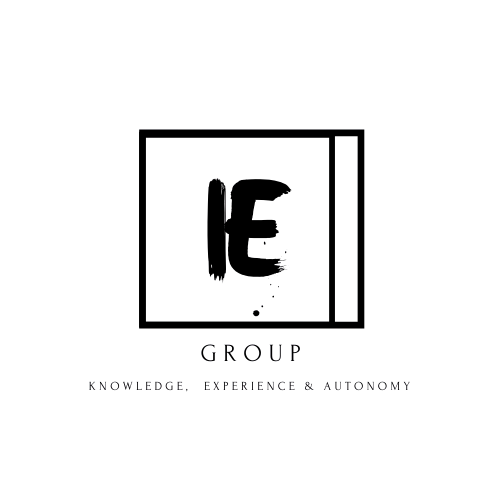 IE
GROUP
KNOWLEDGE, EXPERIENCE & AUTONOMY